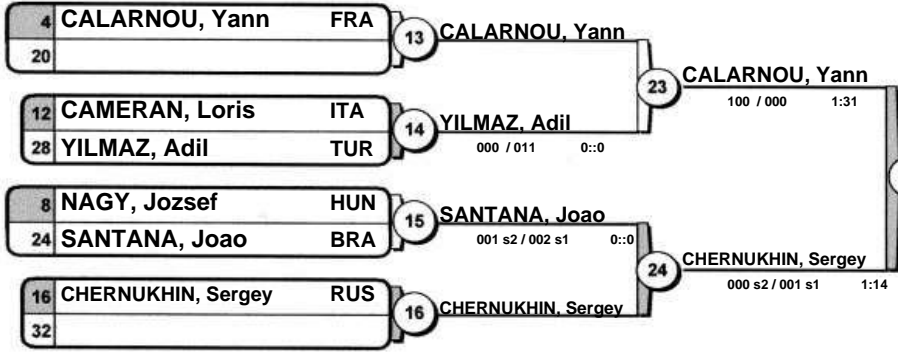 4 CALARNOU, Yann FRA
20
13 CALARNOU, Yann
12 CAMERAN, Loris ITA
28 YILMAZ, Adil TUR
14 YILMAZ, Adil
000 / 011 0::0
23 CALARNOU, Yann
100 / 000 1:31
8 NAGY, Jozsef HUN
24 SANTANA, Joao BRA
15 SANTANA, Joao
001 s2 / 002 s1 0::0
16 CHERNUKHIN, Sergey RUS
32
16 CHERNUKHIN, Sergey
24 CHERNUKHIN, Sergey
000 s2 / 001 s1 1:14